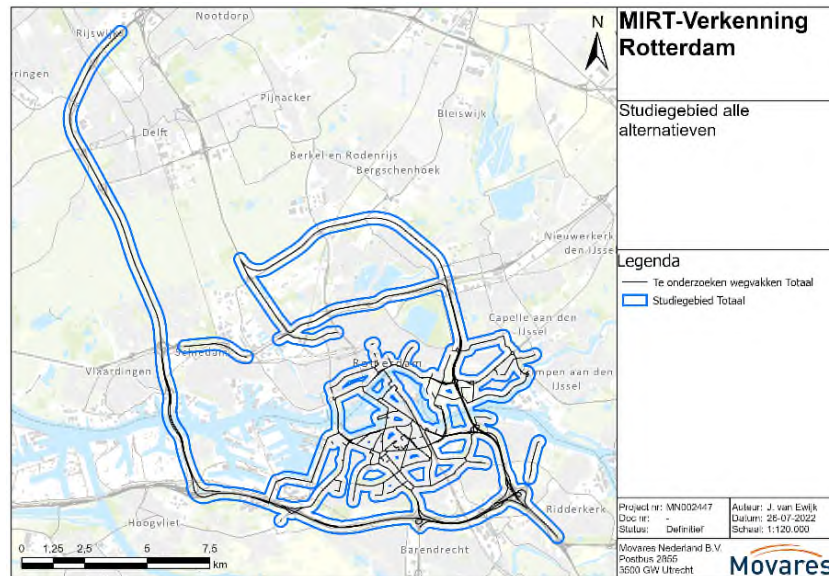 MIRT-Verkenning
Rotterdam
Studiegebied alle
alternatieven
Legenda
Te onderzoeken wegvakken Totaal
Studiegebied Totaal
Project nr: MN002447
Doc nr: -
Status: Definitief
Auteur: J. van Ewijk
Datum: 26-07-2022
Schaal: 1:120.000
Movares Nederland B.V.
Postbus 2855
3500 GW Utrecht
Movares
N
Nootdorp
Rijswijk
Pijnacker
Bleiswijk
Delft
Berkel en Rodenrijs
Bergschenhoek
Nieuwerkerk
den IJssel
Capelle aan den
IJssel
Schiedam
Vlaardingen
Rotterdam
mpen aan den
IJssel
Hoogvliet
Ridderkerk
Barendrecht
0 1,25 2,5 5 7,5
km